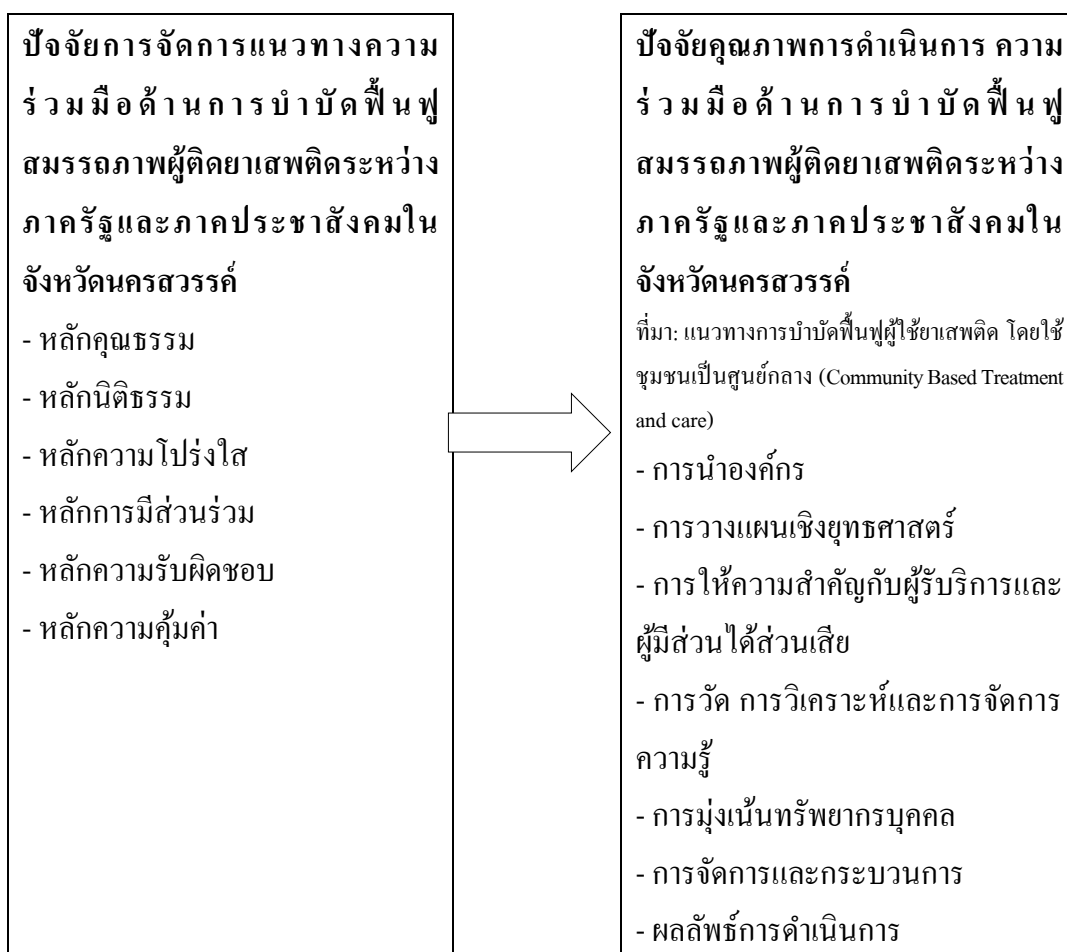 ปัจจัยการจัดการแนวทางความ
ร่วมมือด้านการบำบัดฟื้นฟู
สมรรถภาพผู้ติดยาเสพติดระหว่าง
ภาครัฐและภาคประชาสังคมใน
จังหวัดนครสวรรค์
- หลักคุณธรรม
- หลักนิติธรรม
- หลักความโปร่งใส
- หลักการมีส่วนร่วม
- หลักความรับผิดชอบ
- หลักความคุ้มค่า
ปัจจัยคุณภาพการดำเนินการ ความ
ร่วมมือด้านการบำบัดฟื้นฟู
สมรรถภาพผู้ติดยาเสพติดระหว่าง
ภาครัฐและภาคประชาสังคมใน
จังหวัดนครสวรรค์
ที่มา: แนวทางการบำบัดฟื้นฟูผู้ใช้ยาเสพติด โดยใช้
ชุมชนเป็นศูนย์กลาง (Community Based Treatment
and care)
- การนำองค์กร
- การวางแผนเชิงยุทธศาสตร์
- การให้ความสำคัญกับผู้รับริการและ
ผู้มีส่วนได้ส่วนเสีย
- การวัด การวิเคราะห์และการจัดการ
ความรู้
- การมุ่งเน้นทรัพยากรบุคคล
- การจัดการและกระบวนการ
- ผลลัพธ์การดำเนินการ